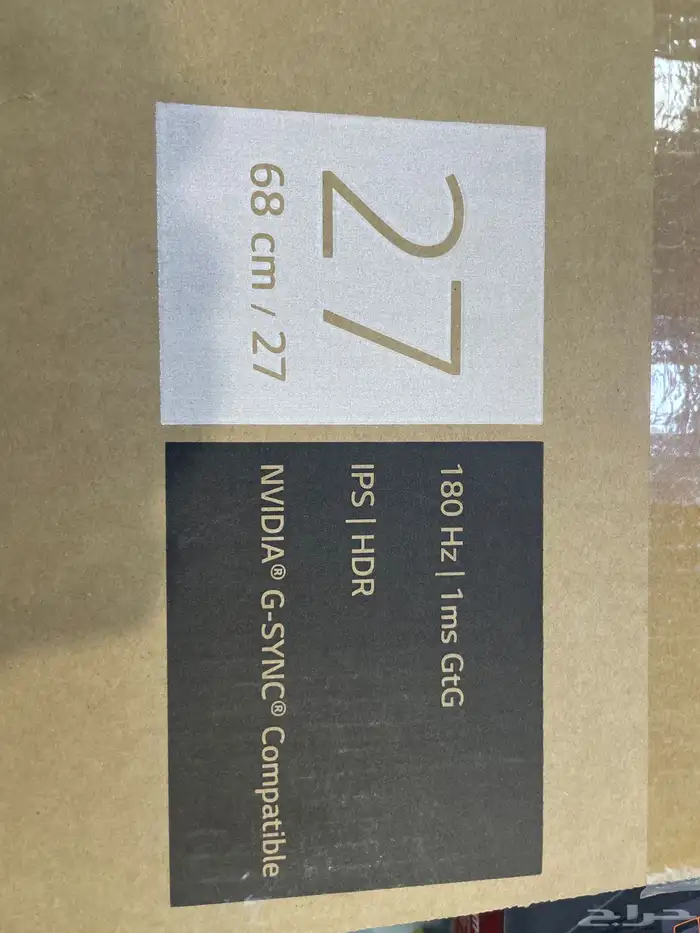 27
68 cm / 27
180 Hz | 1ms GtG
IPS | HDR
NVIDIA® G-SYNC® Compatible
حراج